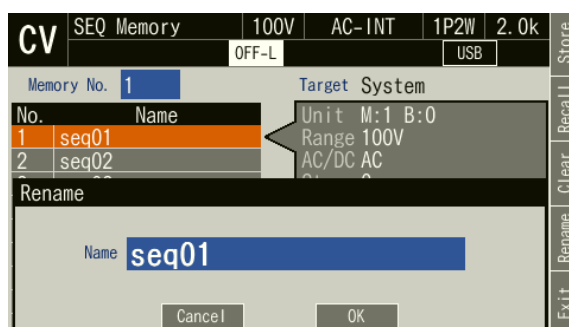 CV SEQ Memory 100V AC-INT 1P2W 2.0k
OFF-L USB
Memory No. 1 Target System
No. Name
1 seq01
2 seq02
Unit M:1 B:0
Range 100V
AC/DC AC
Rename
Name seq01
Cancel OK
Store
Recall
Clear
Rename
Exit